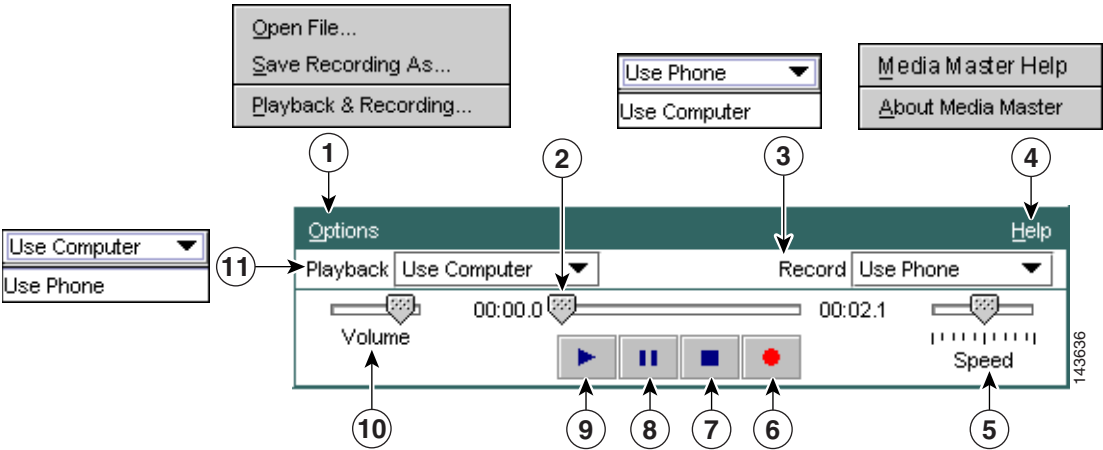 Open File...
Save Recording As...
Playback & Recording...
Use Phone
Use Computer
Media Master Help
About Media Master
1
2
3
4
Options
Help
Use Computer
Use Phone
11
Playback
Use Computer
Record
Use Phone
00:00.0
00:02.1
Volume
Speed
143636
10
9
8
7
6
5